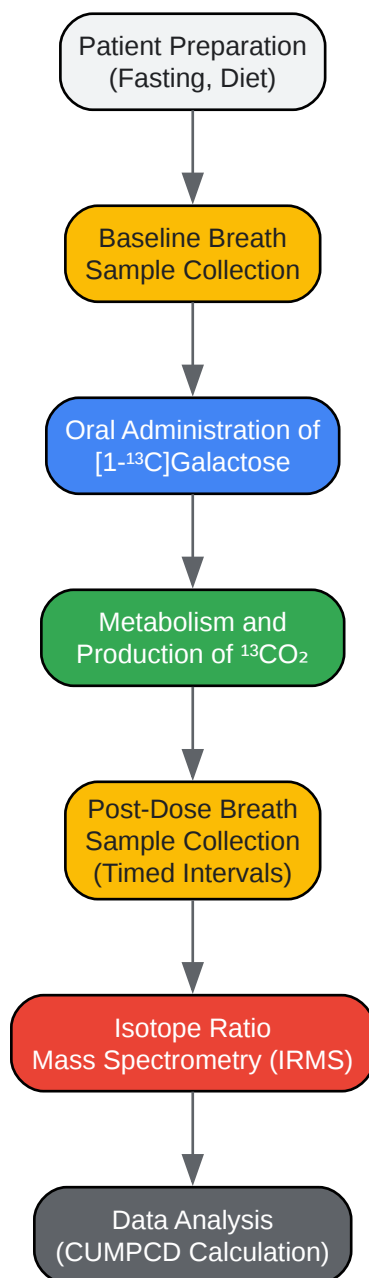 Patient Preparation
(Fasting, Diet)
Baseline Breath
Sample Collection
Oral Administration of
[1-¹³C]Galactose
Metabolism and
Production of ¹³CO₂
Post-Dose Breath
Sample Collection
(Timed Intervals)
Isotope Ratio
Mass Spectrometry (IRMS)
Data Analysis
(CUMPCD Calculation)